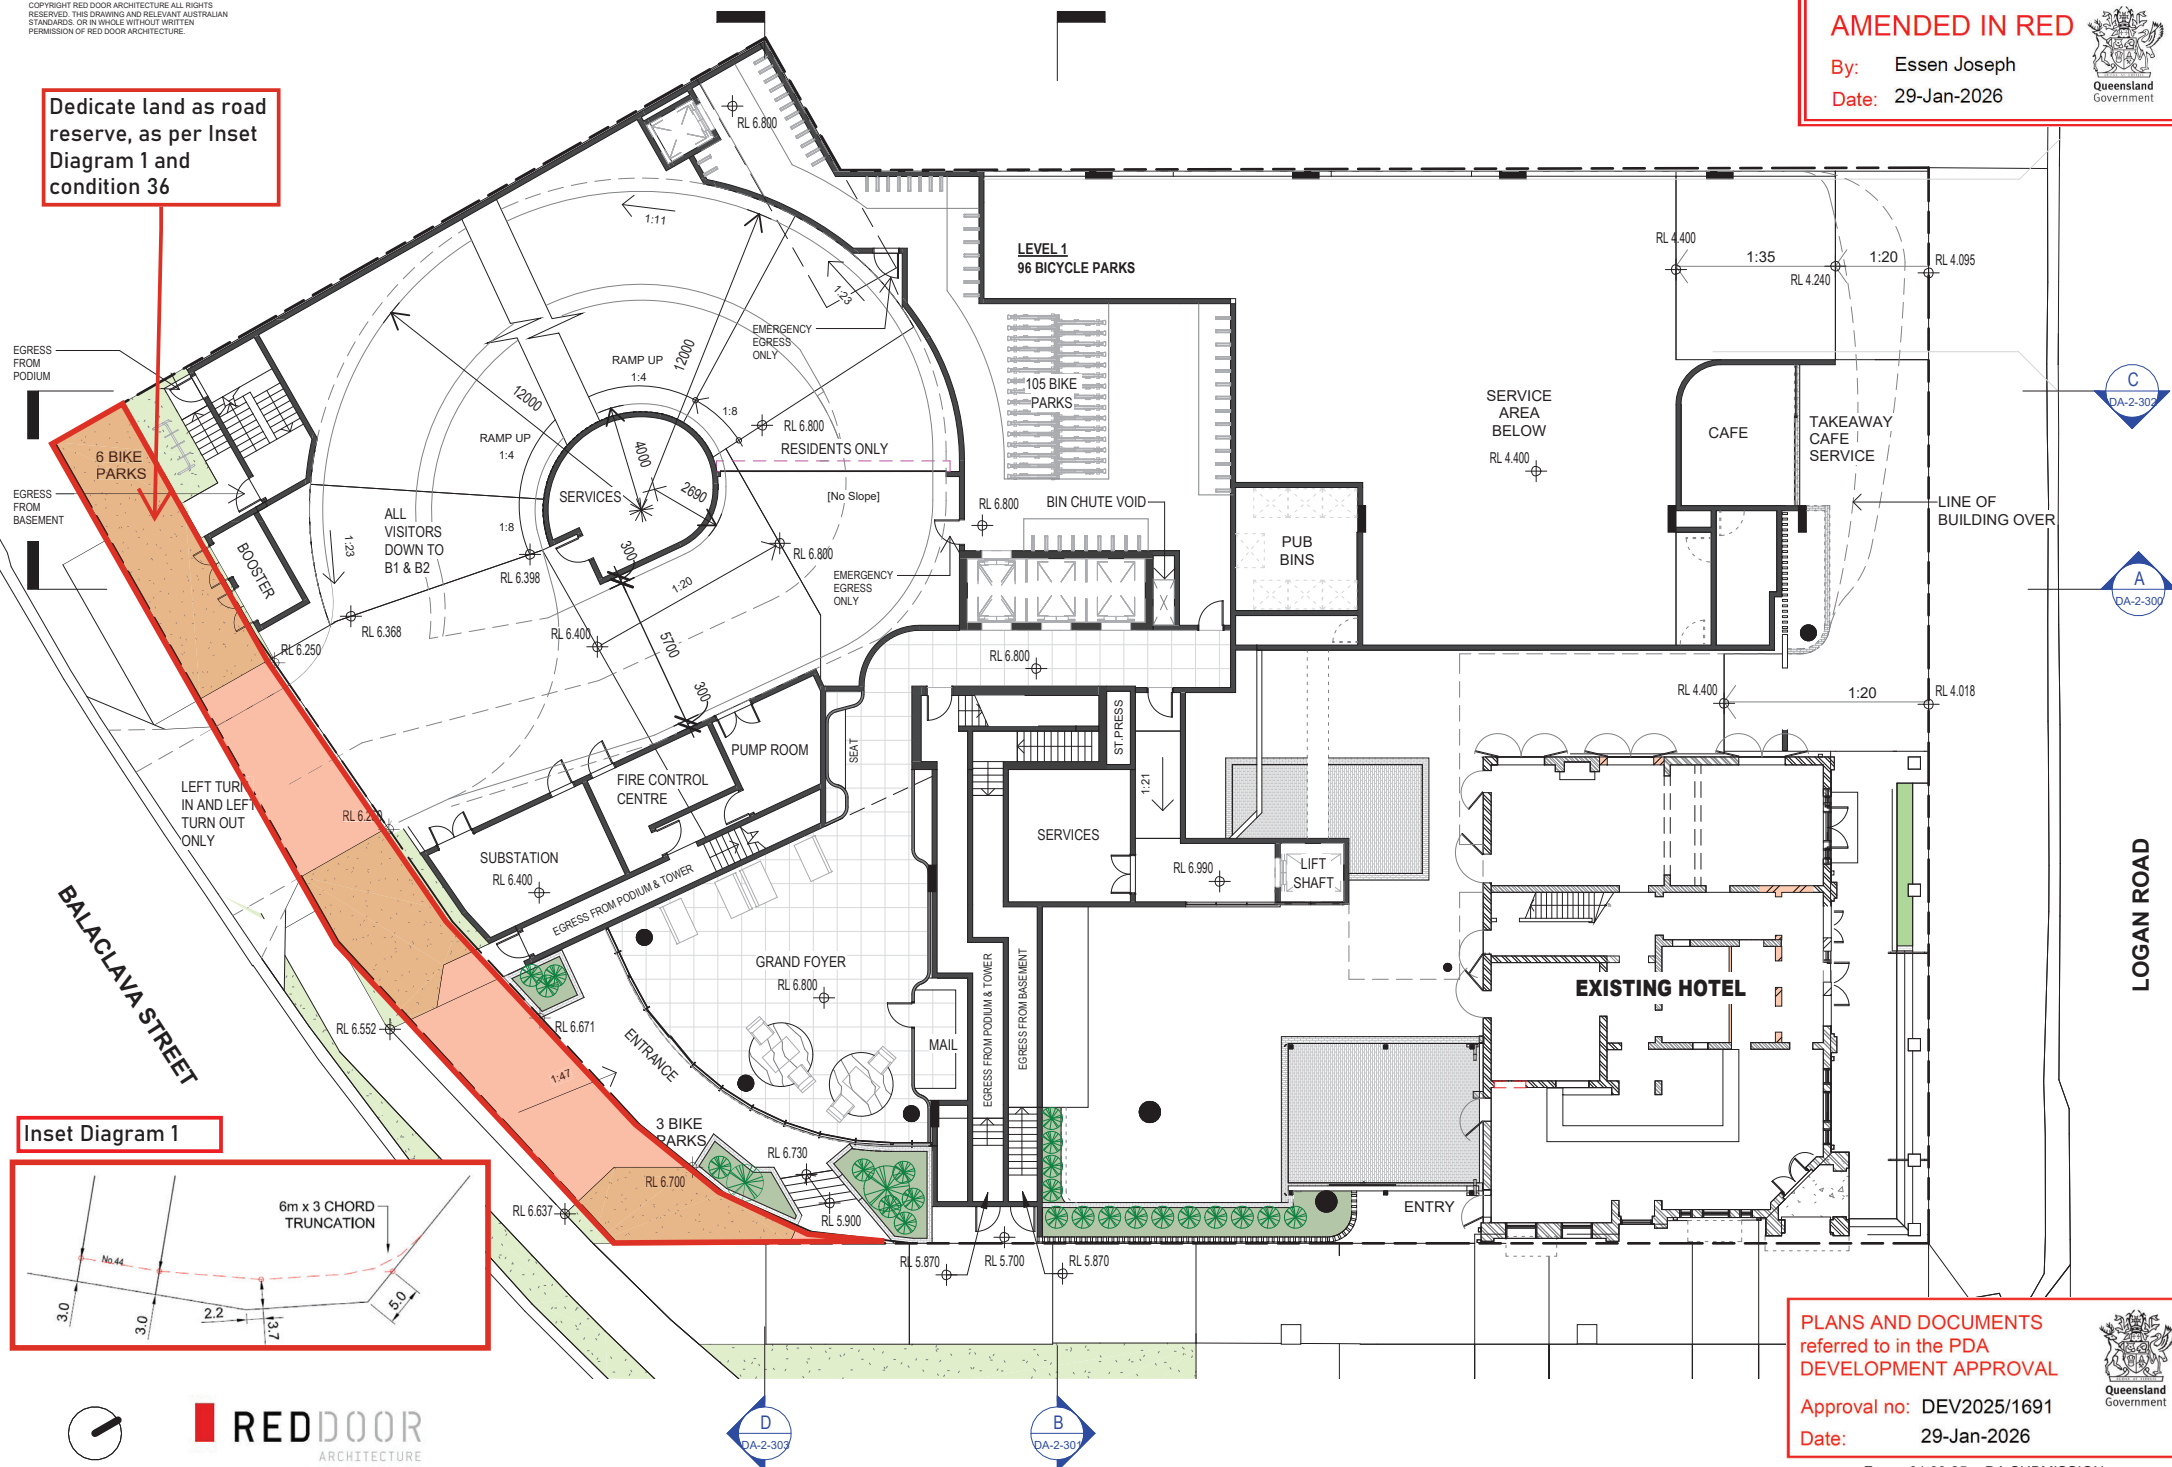 COPYRIGHT RED DOOR ARCHITECTURE ALL RIGHTS
RESERVED. THIS DRAWING AND RELEVANT AUSTRALIAN
STANDARDS. OR IN WHOLE WITHOUT WRITTEN
PERMISSION OF RED DOOR ARCHITECTURE.
AMENDED IN RED
By: Essen Joseph
Date: 29-Jan-2026
Queensland
Government
Dedicate land as road
reserve, as per Inset
Diagram 1 and
condition 36
RL 6.800
1:11
LEVEL 1
96 BICYCLE PARKS
1:23
RL 4.400
1:35
1:20
RL 4.095
RL 4.240
EMERGENCY
EGRESS
ONLY
RAMP UP
1:4
12000
12000
EGRESS
FROM
PODIUM
105 BIKE
PARKS
SERVICE
AREA
BELOW
RL 4.400
CAFE
TAKEAWAY
CAFE
SERVICE
C
DA-2-302
1:8
RL 6.800
RESIDENTS ONLY
RAMP UP
1:4
4000
6 BIKE
PARKS
SERVICES
2690
[No Slope]
EGRESS
FROM
BASEMENT
RL 6.800
BIN CHUTE VOID
LINE OF
BUILDING OVER
ALL
VISITORS
DOWN TO
B1 & B2
1:8
1:23
300
RL 6.800
PUB
BINS
BOOSTER
RL 6.398
1:20
EMERGENCY
EGRESS
ONLY
A
DA-2-300
RL 6.368
RL 6.400
5700
RL 6.250
RL 6.800
300
RL 4.400
1:20
RL 4.018
ST.PRESS
PUMP ROOM
SEAT
FIRE CONTROL
CENTRE
1:21
LEFT TURN
IN AND LEFT
TURN OUT
ONLY
SERVICES
SUBSTATION
RL 6.400
RL 6.990
LIFT
SHAFT
EGRESS FROM PODIUM & TOWER
BALACLAVA STREET
LOGAN ROAD
GRAND FOYER
RL 6.800
EXISTING HOTEL
RL 6.552
RL 6.671
ENTRANCE
MAIL
EGRESS FROM PODIUM & TOWER
EGRESS FROM BASEMENT
1:47
3 BIKE
PARKS
RL 6.730
RL 6.700
RL 6.637
RL 5.900
ENTRY
RL 5.870
RL 5.700
RL 5.870
Inset Diagram 1
6m x 3 CHORD
TRUNCATION
No.44
3.0
3.0
2.2
3.7
5.0
PLANS AND DOCUMENTS
referred to in the PDA
DEVELOPMENT APPROVAL
Approval no: DEV2025/1691
Date: 29-Jan-2026
Queensland
Government
REDDOOR
ARCHITECTURE
D
DA-2-303
B
DA-2-301